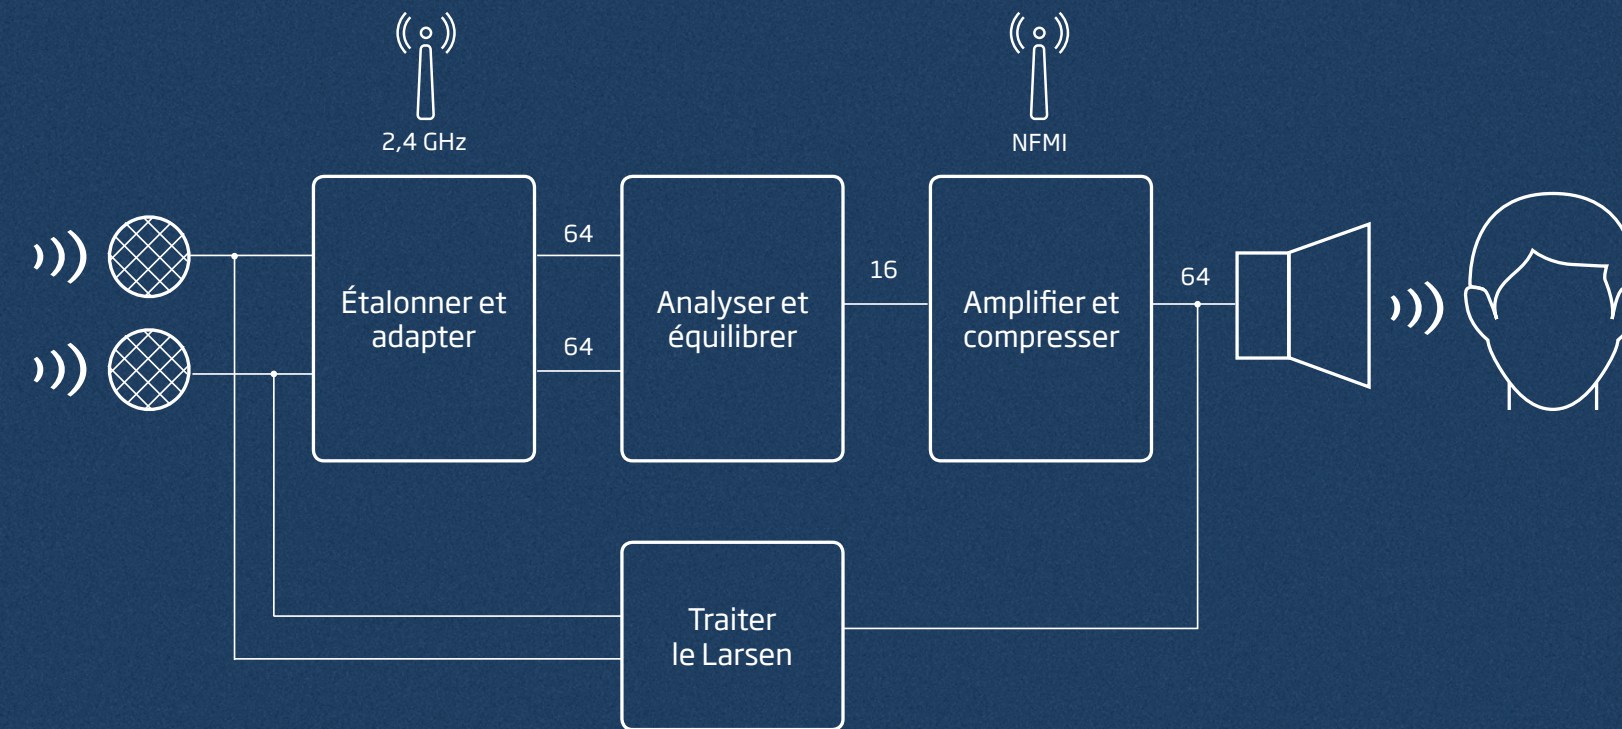 2,4 GHz
NFMI
Étalonner et
adapter
64
64
Analyser et
équilibrer
16
Amplifier et
compresser
64
Traiter
le Larsen